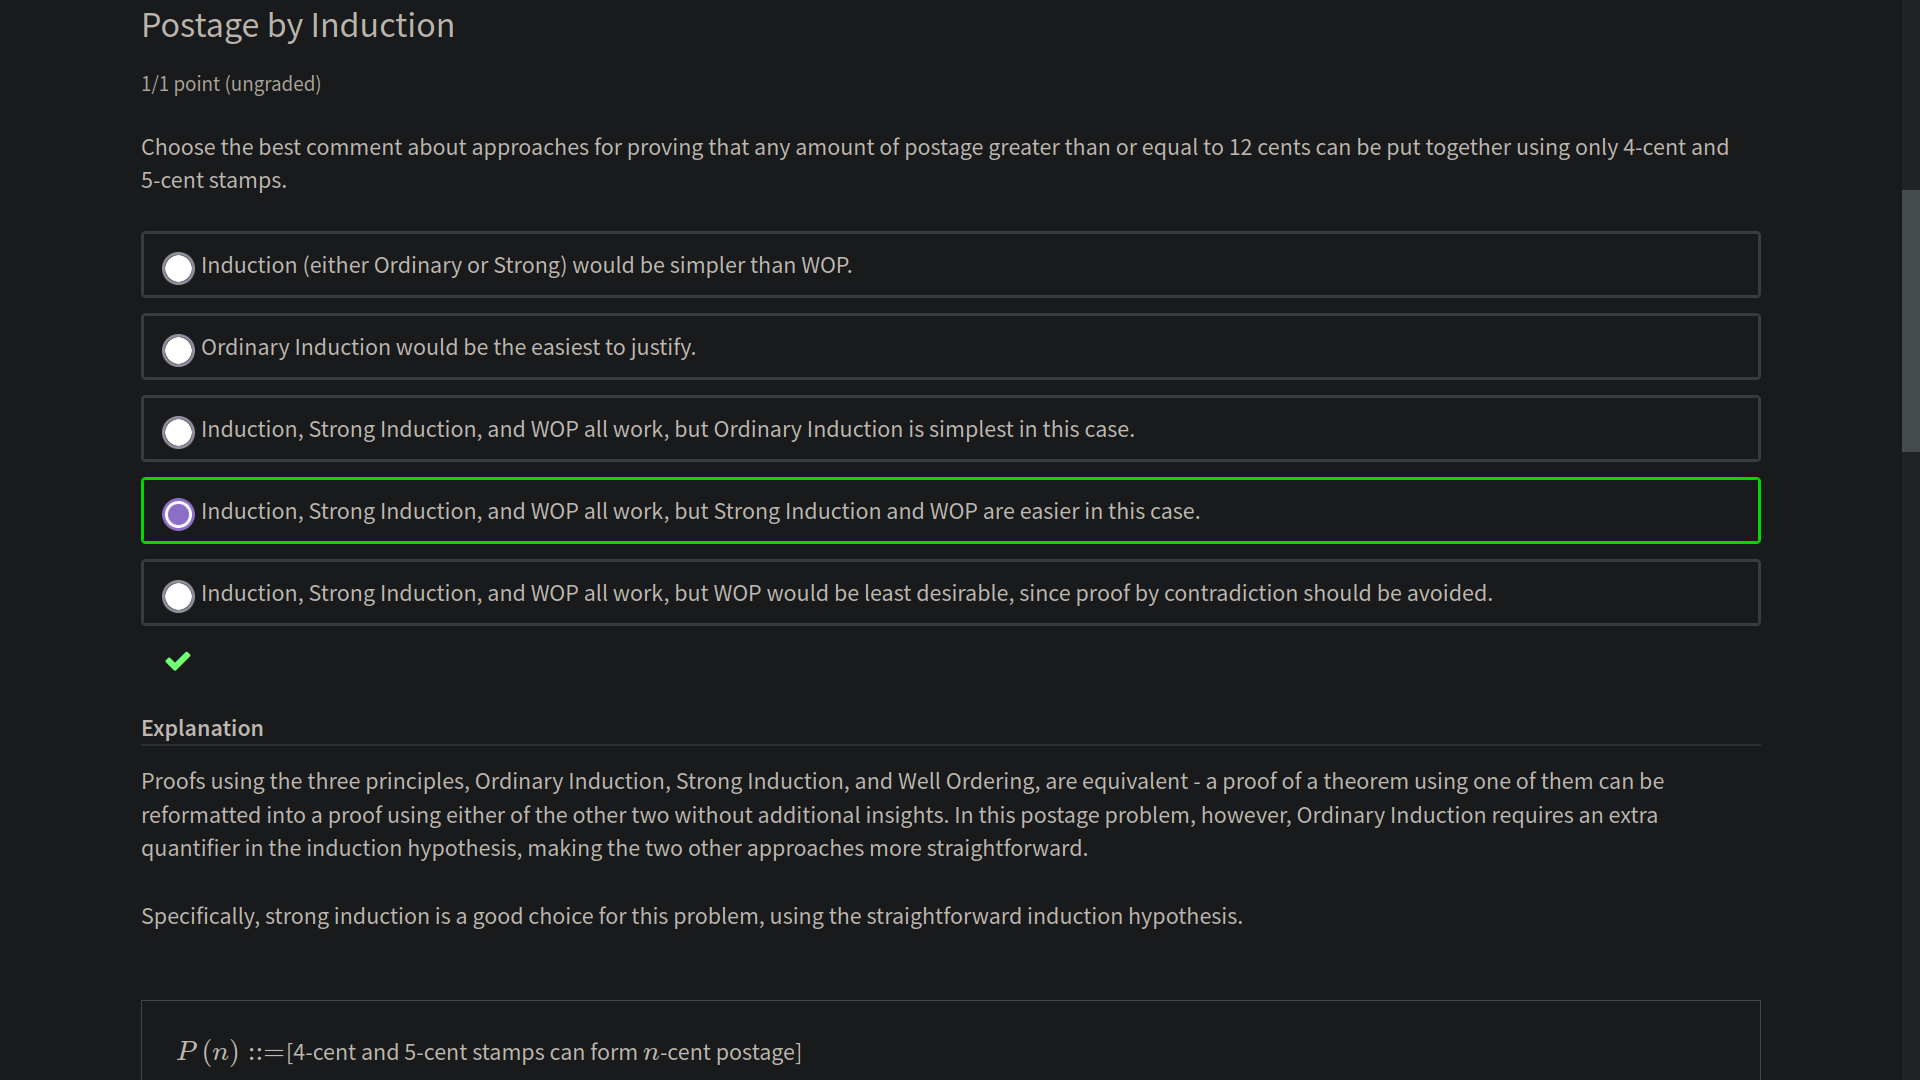 Postage by Induction
1/1 point (ungraded)
Choose the best comment about approaches for proving that any amount of postage greater than or equal to 12 cents can be put together using only 4-cent and
5-cent stamps.
Induction (either Ordinary or Strong) would be simpler than WOP.
Ordinary Induction would be the easiest to justify.
Induction, Strong Induction, and WOP all work, but Ordinary Induction is simplest in this case.
Induction, Strong Induction, and WOP all work, but Strong Induction and WOP are easier in this case.
Induction, Strong Induction, and WOP all work, but WOP would be least desirable, since proof by contradiction should be avoided.
Explanation
Proofs using the three principles, Ordinary Induction, Strong Induction, and Well Ordering, are equivalent - a proof of a theorem using one of them can be
reformatted into a proof using either of the other two without additional insights. In this postage problem, however, Ordinary Induction requires an extra
quantifier in the induction hypothesis, making the two other approaches more straightforward.
Specifically, strong induction is a good choice for this problem, using the straightforward induction hypothesis.
P (n) ::=[4-cent and 5-cent stamps can form n-cent postage]